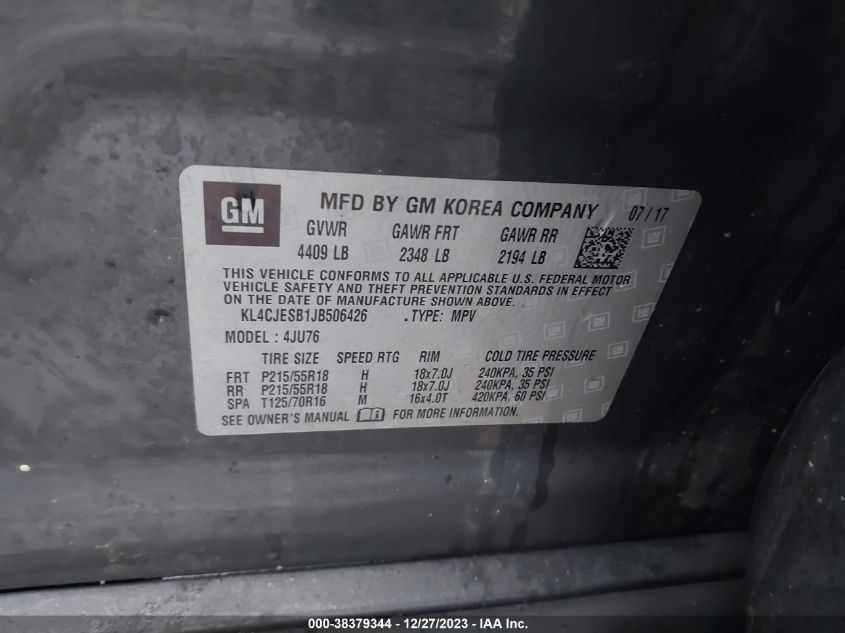 GM
MFD BY GM KOREA COMPANY 07/17
GVWR GAWR FRT GAWR RR
4409 LB 2348 LB 2194 LB
THIS VEHICLE CONFORMS TO ALL APPLICABLE U.S. FEDERAL MOTOR
VEHICLE SAFETY AND THEFT PREVENTION STANDARDS IN EFFECT
ON THE DATE OF MANUFACTURE SHOWN ABOVE.
KL4CJESB1JB506426 . TYPE: MPV
MODEL : 4JU76
TIRE SIZE SPEED RTG RIM COLD TIRE PRESSURE
FRT P215/55R18 H 18x7.0J 240KPA, 35 PSI
RR P215/55R18 H 18x7.0J 240KPA, 35 PSI
SPA T125/70R16 M 16x4.0T 420KPA, 60 PSI
SEE OWNER'S MANUAL FOR MORE INFORMATION.
000-38379344 - 12/27/2023 - IAA Inc.